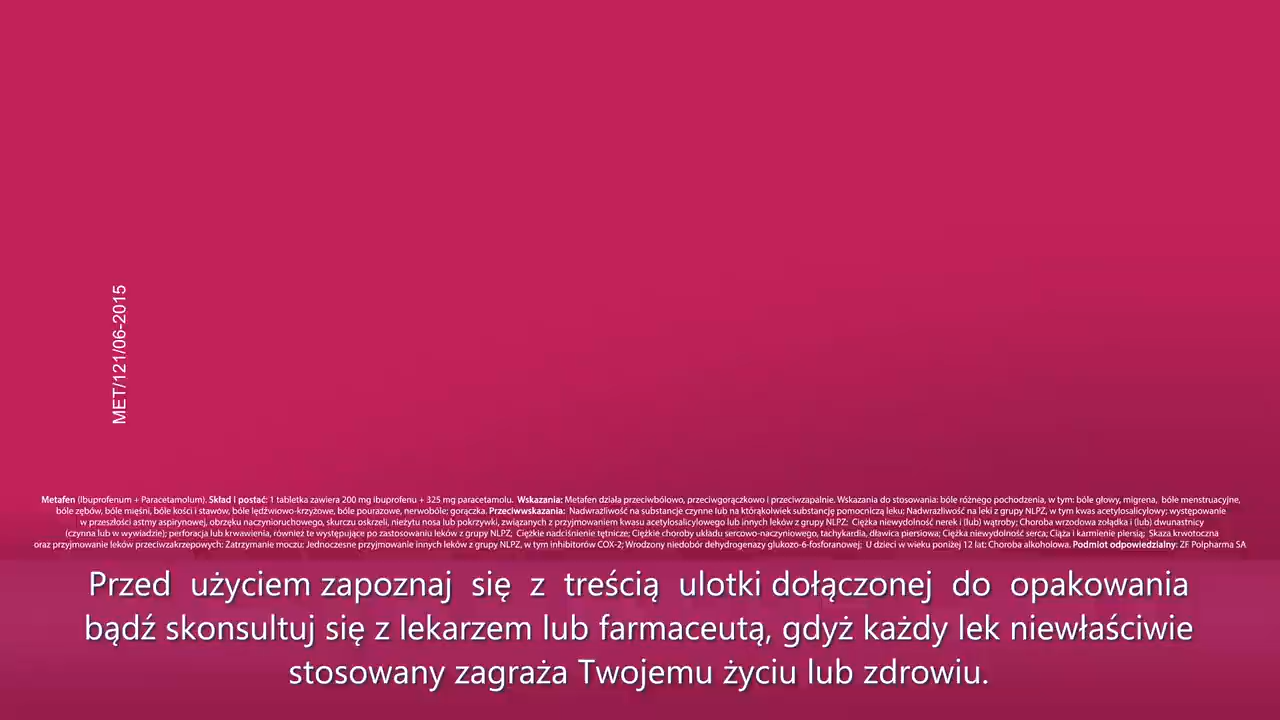 MET/121/06-2015
Metafen (Ibuprofenum + Paracetamolum). Skład i postać: 1 tabletka zawiera 200 mg ibuprofenu + 325 mg paracetamolu. Wskazania: Metafen działa przeciwbólowo, przeciwgorączkowo i przeciwzapalnie. Wskazania do stosowania: bóle różnego pochodzenia, w tym: bóle głowy, migrena, bóle menstruacyjne,
bóle zębów, bóle mięśni, bóle kości i stawów, bóle lędźwiowo-krzyżowe, bóle pourazowe, nerwobóle; gorączka. Przeciwwskazania: Nadwrażliwość na substancje czynne lub na którąkolwiek substancję pomocniczą leku; Nadwrażliwość na leki z grupy NLPZ, w tym kwas acetylosalicylowy; występowanie
w przeszłości astmy aspirynowej, obrzęku naczynioruchowego, skurczu oskrzeli, nieżytu nosa lub pokrzywki, związanych z przyjmowaniem kwasu acetylosalicylowego lub innych leków z grupy NLPZ; Ciężka niewydolność nerek i (lub) wątroby; Choroba wrzodowa żołądka i (lub) dwunastnicy
(czynna lub w wywiadzie); perforacja lub krwawienia, również te występujące po zastosowaniu leków z grupy NLPZ; Ciężkie nadciśnienie tętnicze; Ciężkie choroby układu sercowo-naczyniowego, tachykardia, dławica piersiowa; Ciężka niewydolność serca; Ciąża i karmienie piersią; Skaza krwotoczna
oraz przyjmowanie leków przeciwzakrzepowych; Zatrzymanie moczu; Jednoczesne przyjmowanie innych leków z grupy NLPZ, w tym inhibitorów COX-2; Wrodzony niedobór dehydrogenazy glukozo-6-fosforanowej; U dzieci w wieku poniżej 12 lat; Choroba alkoholowa. Podmiot odpowiedzialny: ZF Polpharma SA
Przed użyciem zapoznaj się z treścią ulotki dołączonej do opakowania
bądź skonsultuj się z lekarzem lub farmaceutą, gdyż każdy lek niewłaściwie
stosowany zagraża Twojemu życiu lub zdrowiu.